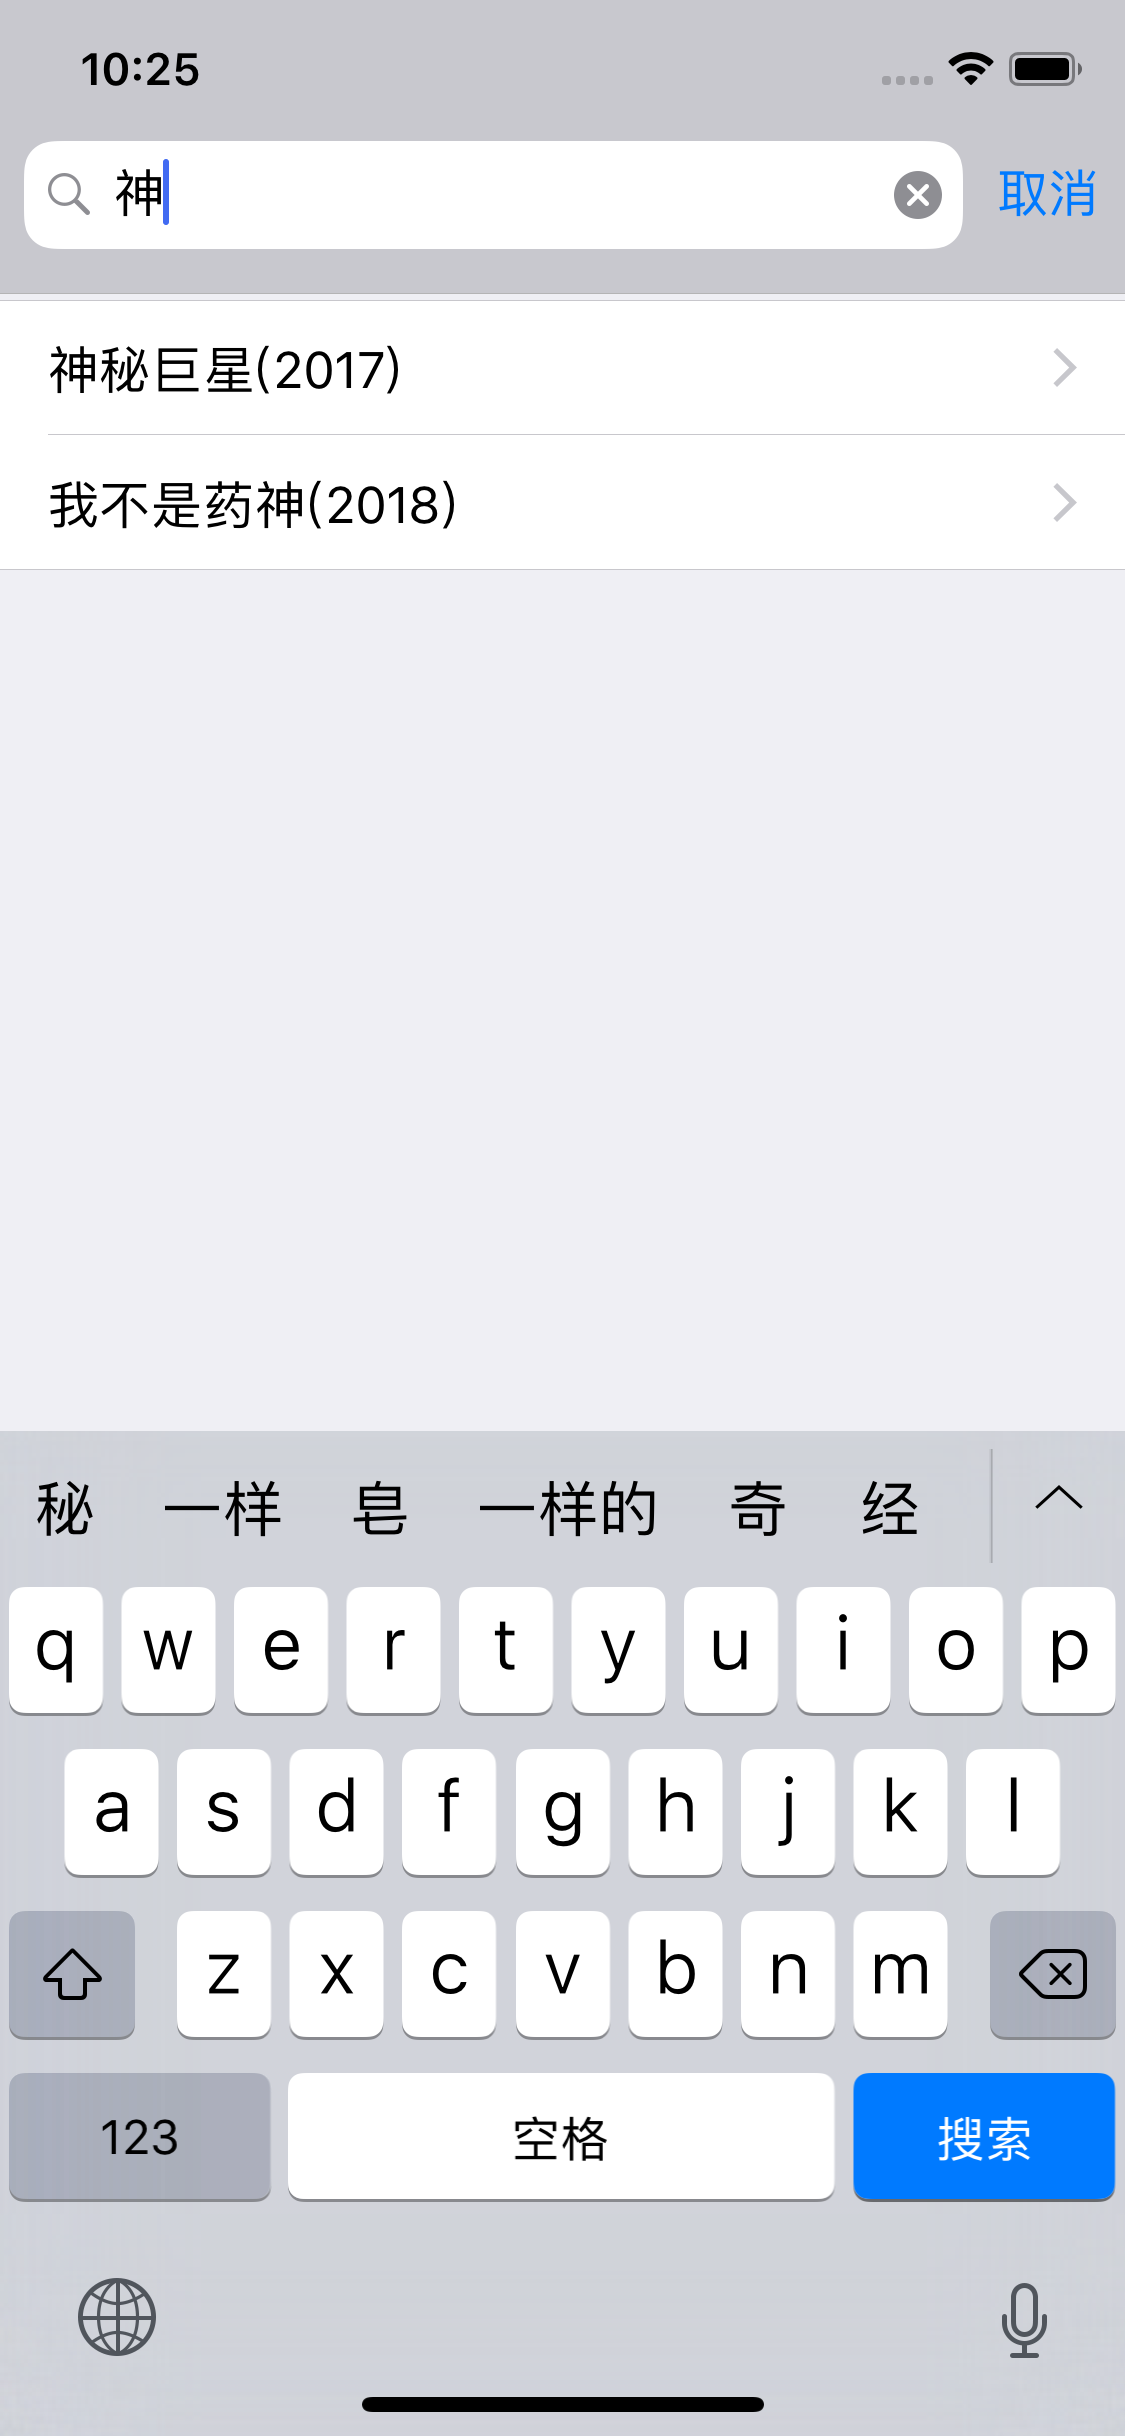 10:25
神
取消
神秘巨星(2017)
我不是药神(2018)
秘 一样 皂 一样的 奇 经
q w e r t y u i o p
a s d f g h j k l
z x c v b n m
123 空格 搜索